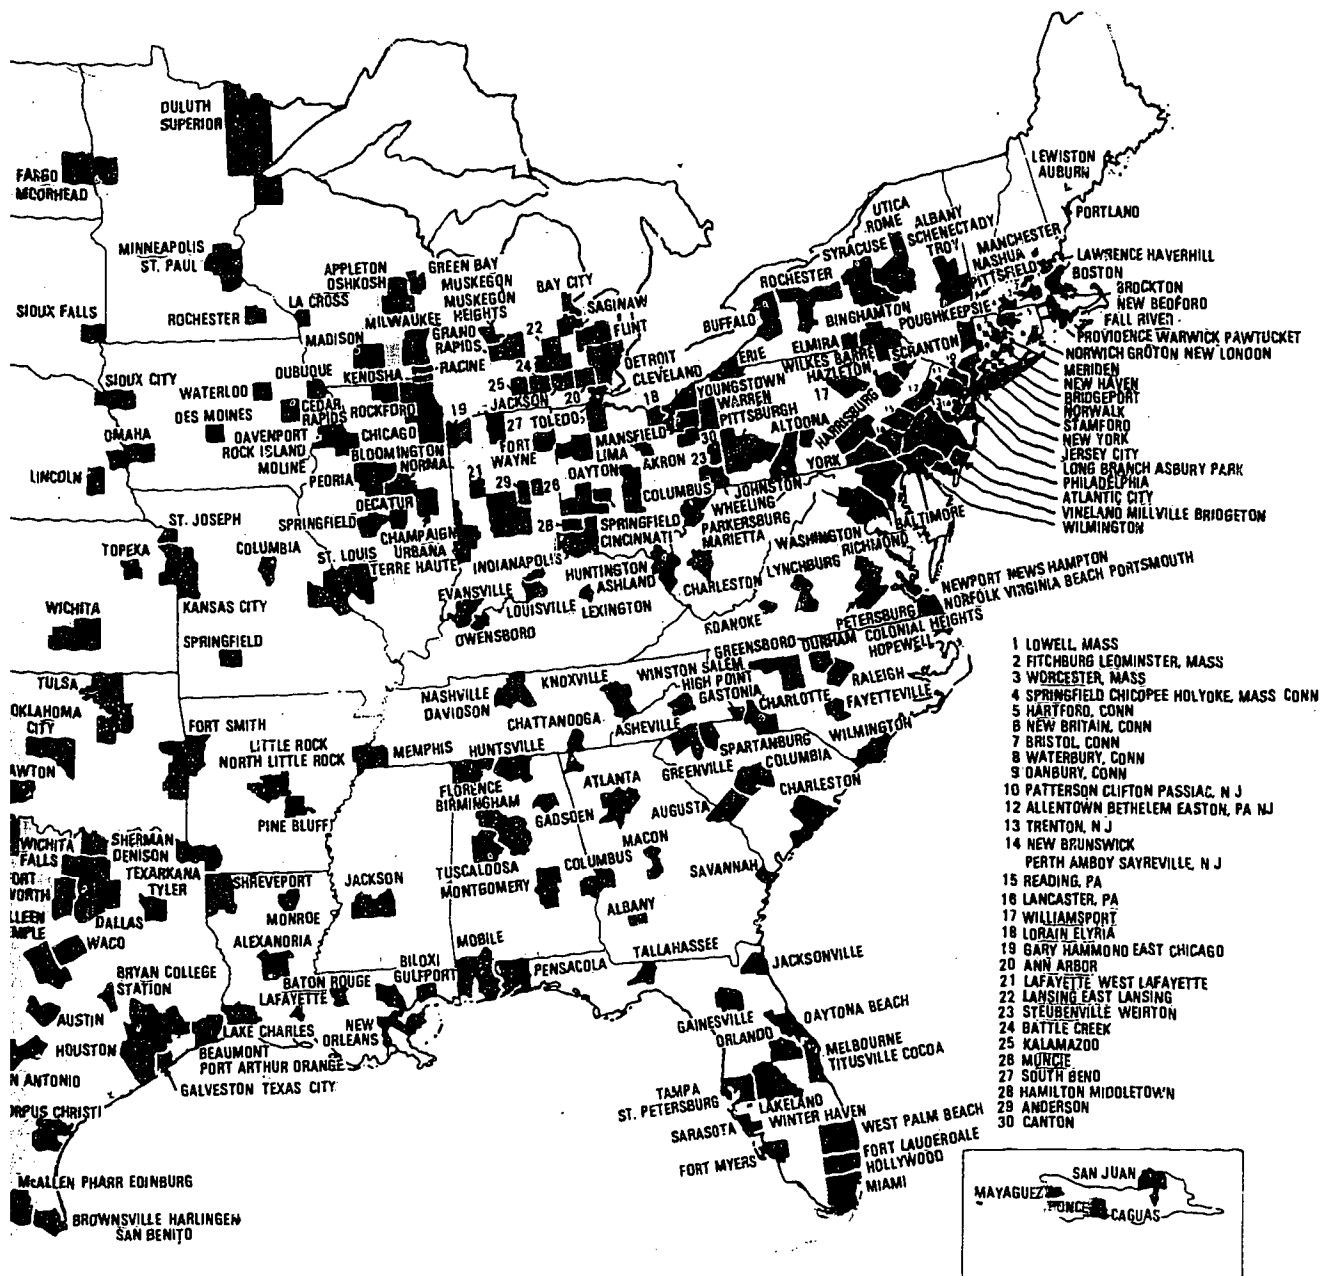 DULUTH
SUPERIOR
FARGO
MOORHEAD
MINNEAPOLIS
ST. PAUL
SIOUX FALLS
ROCHESTER
LA CROSS
APPLETON
OSHKOSH
GREEN BAY
MUSKEGON
MUSKEGON
HEIGHTS
BAY CITY
SAGINAW
FLINT
MILWAUKEE
GRAND
RAPIDS
22
MADISON
RACINE
KENOSHA
24
25
JACKSON
20
DETROIT
CLEVELAND
SIOUX CITY
WATERLOO
DUBUQUE
DES MOINES
CEDAR
RAPIDS
ROCKFORD
19
27
TOLEDO
18
OMAHA
DAVENPORT
ROCK ISLAND
MOLINE
CHICAGO
BLOOMINGTON
NORMAL
FORT
WAYNE
MANSFIELD
LIMA
LINCOLN
PEORIA
21
29
26
DAYTON
AKRON
30
23
DECATUR
COLUMBUS
ST. JOSEPH
SPRINGFIELD
CHAMPAIGN
URBANA
28
SPRINGFIELD
CINCINNATI
TOPEKA
COLUMBIA
ST. LOUIS
TERRE HAUTE
INDIANAPOLIS
KANSAS CITY
EVANSVILLE
LOUISVILLE
LEXINGTON
OWENSBORO
HUNTINGTON
ASHLAND
CHARLESTON
WICHITA
SPRINGFIELD
LEWISTON
AUBURN
PORTLAND
UTICA
ROME
ALBANY
SCHENECTADY
TROY
SYRACUSE
ROCHESTER
MANCHESTER
NASHUA
PITTSFIELD
LAWRENCE HAVERHILL
BOSTON
BROCKTON
NEW BEDFORD
FALL RIVER
PROVIDENCE WARWICK PAWTUCKET
NORWICH GROTON NEW LONDON
MERIDEN
NEW HAVEN
BRIDGEPORT
NORWALK
STAMFORD
NEW YORK
JERSEY CITY
LONG BRANCH ASBURY PARK
PHILADELPHIA
ATLANTIC CITY
VINELAND MILLVILLE BRIDGETON
WILMINGTON
BUFFALO
BINGHAMTON
POUGHKEEPSIE
ERIE
ELMIRA
WILKES BARRE
HAZLETON
SCRANTON
YOUNGSTOWN
WARREN
PITTSBURGH
17
ALTOONA
HARRISBURG
YORK
JOHNSTON
WHEELING
PARKERSBURG
MARIETTA
WASHINGTON
BALTIMORE
RICHMOND
LYNCHBURG
ROANOKE
NEWPORT NEWS HAMPTON
NORFOLK VIRGINIA BEACH PORTSMOUTH
PETERSBURG
COLONIAL HEIGHTS
HOPEWELL
GREENSBORO
DURHAM
WINSTON SALEM
HIGH POINT
GASTONIA
RALEIGH
CHARLOTTE
FAYETTEVILLE
TULSA
OKLAHOMA
CITY
AWTON
FORT SMITH
LITTLE ROCK
NORTH LITTLE ROCK
PINE BLUFF
NASHVILLE
DAVIDSON
KNOXVILLE
CHATTANOOGA
ASHEVILLE
MEMPHIS
HUNTSVILLE
FLORENCE
BIRMINGHAM
GADSDEN
ATLANTA
GREENVILLE
SPARTANBURG
WILMINGTON
COLUMBIA
CHARLESTON
AUGUSTA
MACON
COLUMBUS
SAVANNAH
TUSCALOOSA
MONTGOMERY
ALBANY
WICHITA
FALLS
SHERMAN
DENISON
TEXARKANA
TYLER
ORT
WORTH
DALLAS
SHREVEPORT
MONROE
JACKSON
LLEEN
MPLE
WACO
ALEXANDRIA
BRYAN COLLEGE
STATION
BATON ROUGE
LAFAYETTE
BILOXI
GULFPORT
MOBILE
PENSACOLA
TALLAHASSEE
JACKSONVILLE
AUSTIN
HOUSTON
LAKE CHARLES
NEW
ORLEANS
BEAUMONT
PORT ARTHUR ORANGE
GALVESTON TEXAS CITY
N ANTONIO
ORPUS CHRISTI
McALLEN PHARR EDINBURG
BROWNSVILLE HARLINGEN
SAN BENITO
GAINESVILLE
DAYTONA BEACH
ORLANDO
MELBOURNE
TITUSVILLE COCOA
TAMPA
ST. PETERSBURG
LAKELAND
WINTER HAVEN
SARASOTA
FORT MYERS
WEST PALM BEACH
FORT LAUDERDALE
HOLLYWOOD
MIAMI
1 LOWELL, MASS
2 FITCHBURG LEOMINSTER, MASS
3 WORCESTER, MASS
4 SPRINGFIELD CHICOPEE HOLYOKE, MASS CONN
5 HARTFORD, CONN
6 NEW BRITAIN, CONN
7 BRISTOL, CONN
8 WATERBURY, CONN
9 DANBURY, CONN
10 PATTERSON CLIFTON PASSIAC, N J
12 ALLENTOWN BETHELEM EASTON, PA NJ
13 TRENTON, N J
14 NEW BRUNSWICK
PERTH AMBOY SAYREVILLE, N J
15 READING, PA
16 LANCASTER, PA
17 WILLIAMSPORT
18 LORAIN ELYRIA
19 GARY HAMMOND EAST CHICAGO
20 ANN ARBOR
21 LAFAYETTE WEST LAFAYETTE
22 LANSING EAST LANSING
23 STEUBENVILLE WEIRTON
24 BATTLE CREEK
25 KALAMAZOO
26 MUNCIE
27 SOUTH BEND
28 HAMILTON MIDDLETOWN
29 ANDERSON
30 CANTON
SAN JUAN
MAYAGUEZ
PONCE
CAGUAS